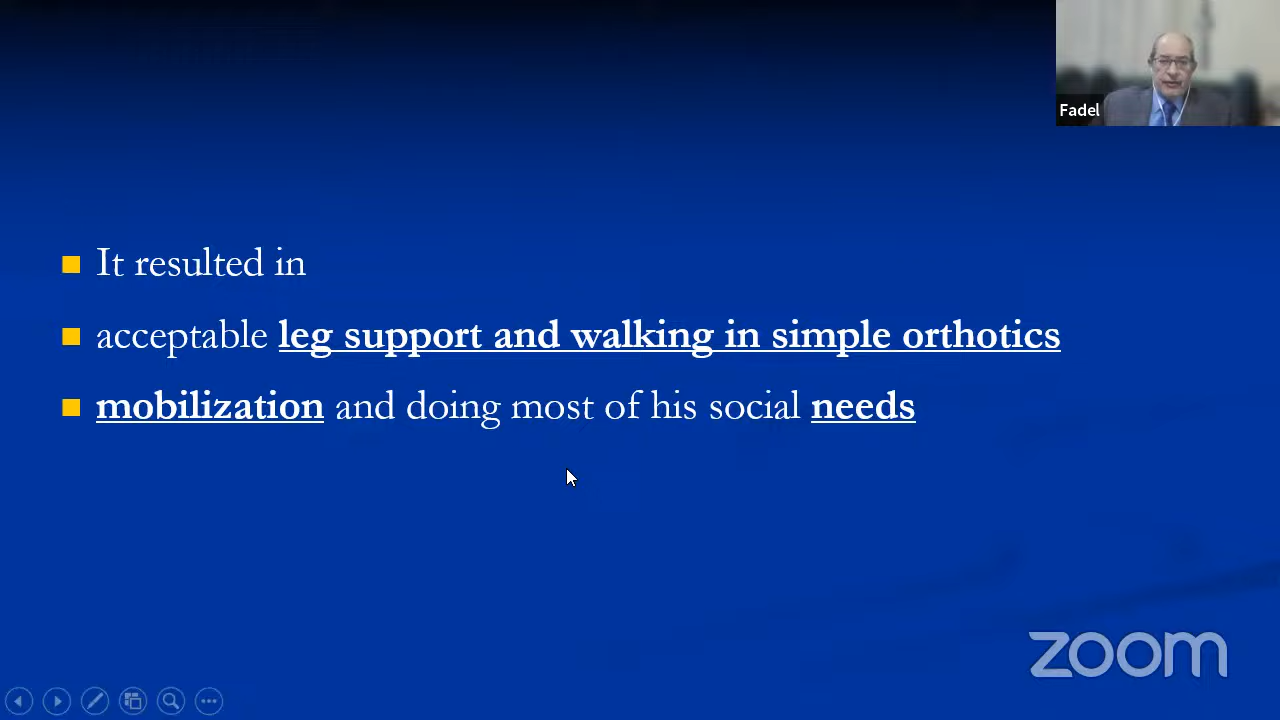 Fadel
It resulted in
acceptable leg support and walking in simple orthotics
mobilization and doing most of his social needs
zoom